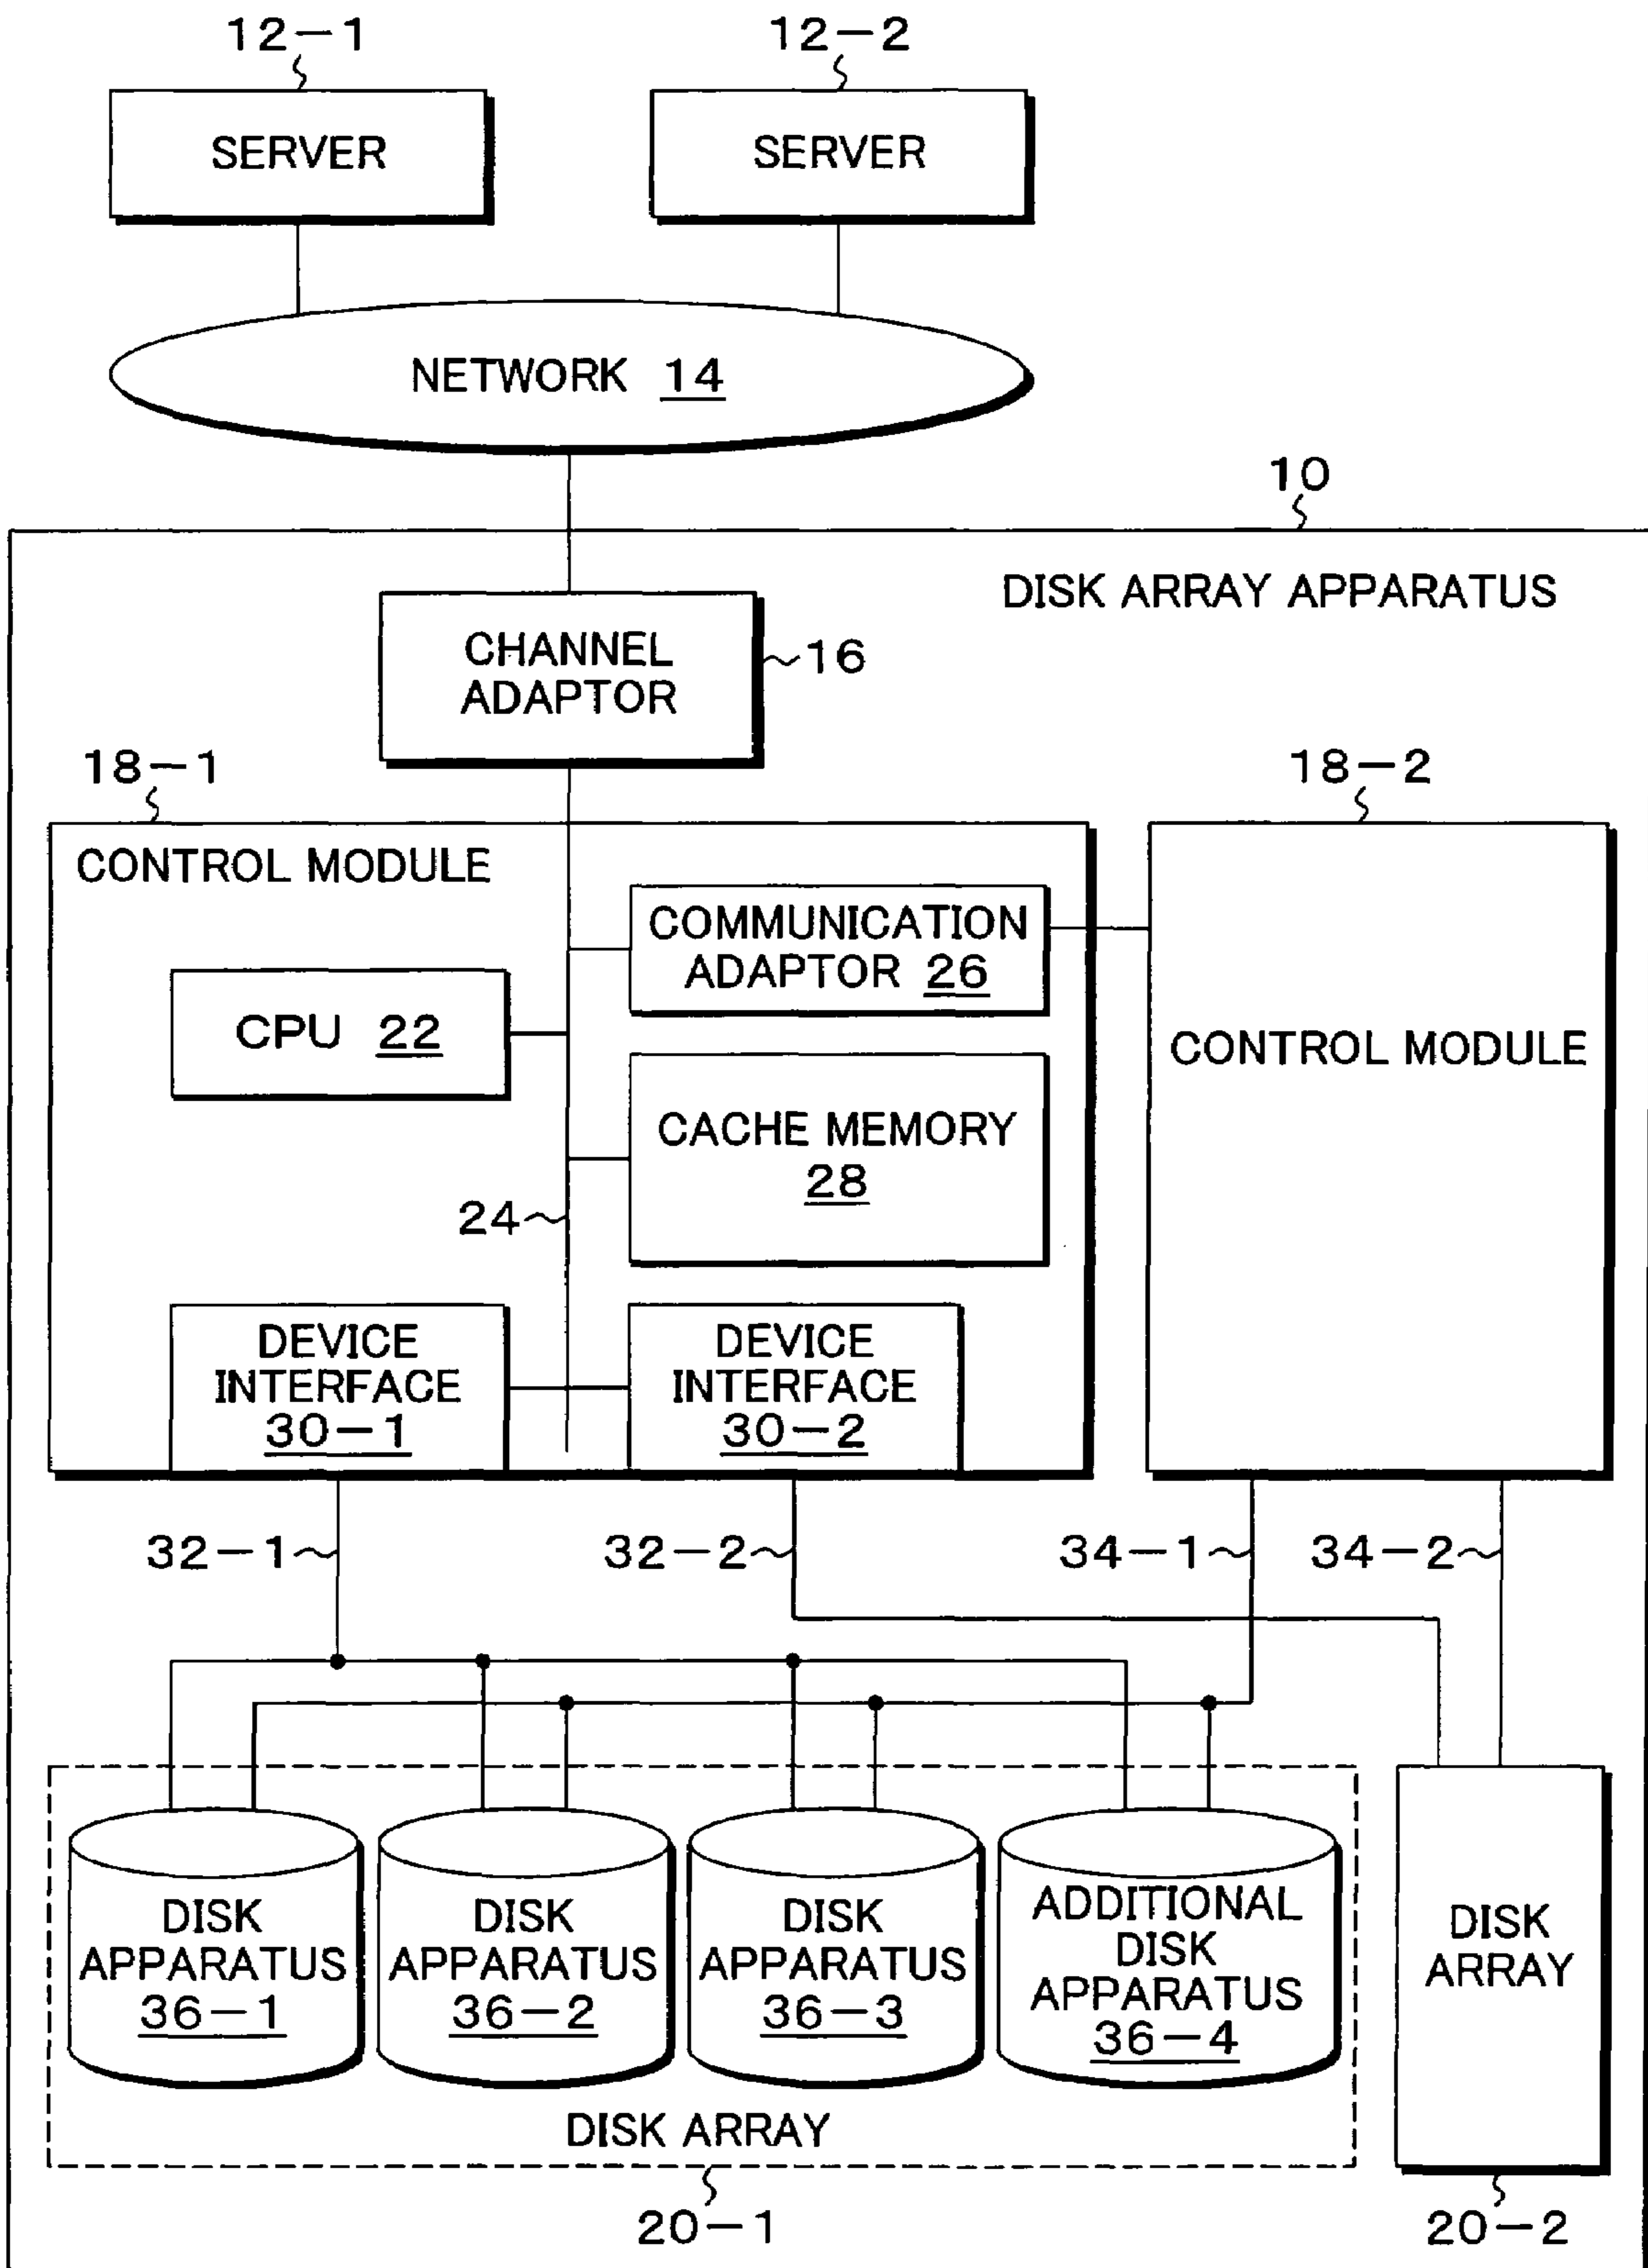 12-1
12-2
SERVER
SERVER
NETWORK 14
10
DISK ARRAY APPARATUS
CHANNEL
ADAPTOR
16
18-1
18-2
CONTROL MODULE
COMMUNICATION
ADAPTOR 26
CPU 22
CONTROL MODULE
CACHE MEMORY
28
24
DEVICE
INTERFACE
30-1
DEVICE
INTERFACE
30-2
32-1
32-2
34-1
34-2
DISK
APPARATUS
36-1
DISK
APPARATUS
36-2
DISK
APPARATUS
36-3
ADDITIONAL
DISK
APPARATUS
36-4
DISK
ARRAY
DISK ARRAY
20-1
20-2